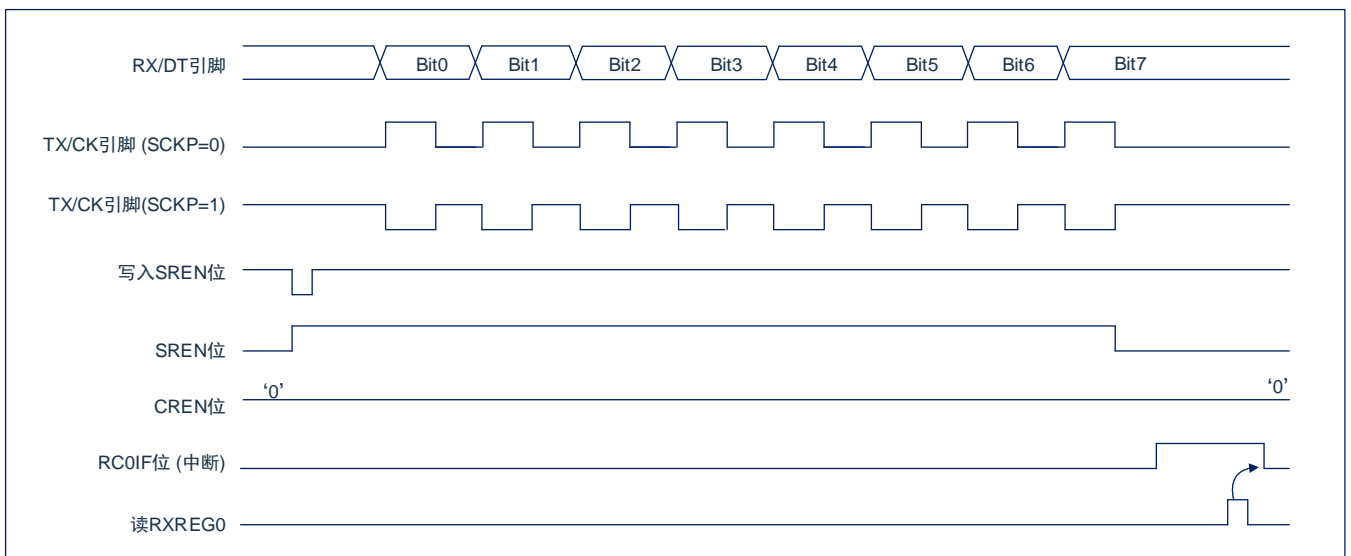 RX/DT引脚 Bit0 Bit1 Bit2 Bit3 Bit4 Bit5 Bit6 Bit7
TX/CK引脚 (SCKP=0)
TX/CK引脚(SCKP=1)
写入SREN位
SREN位
‘0’ ‘0’
CREN位
RC0IF位 (中断)
读RXREG0